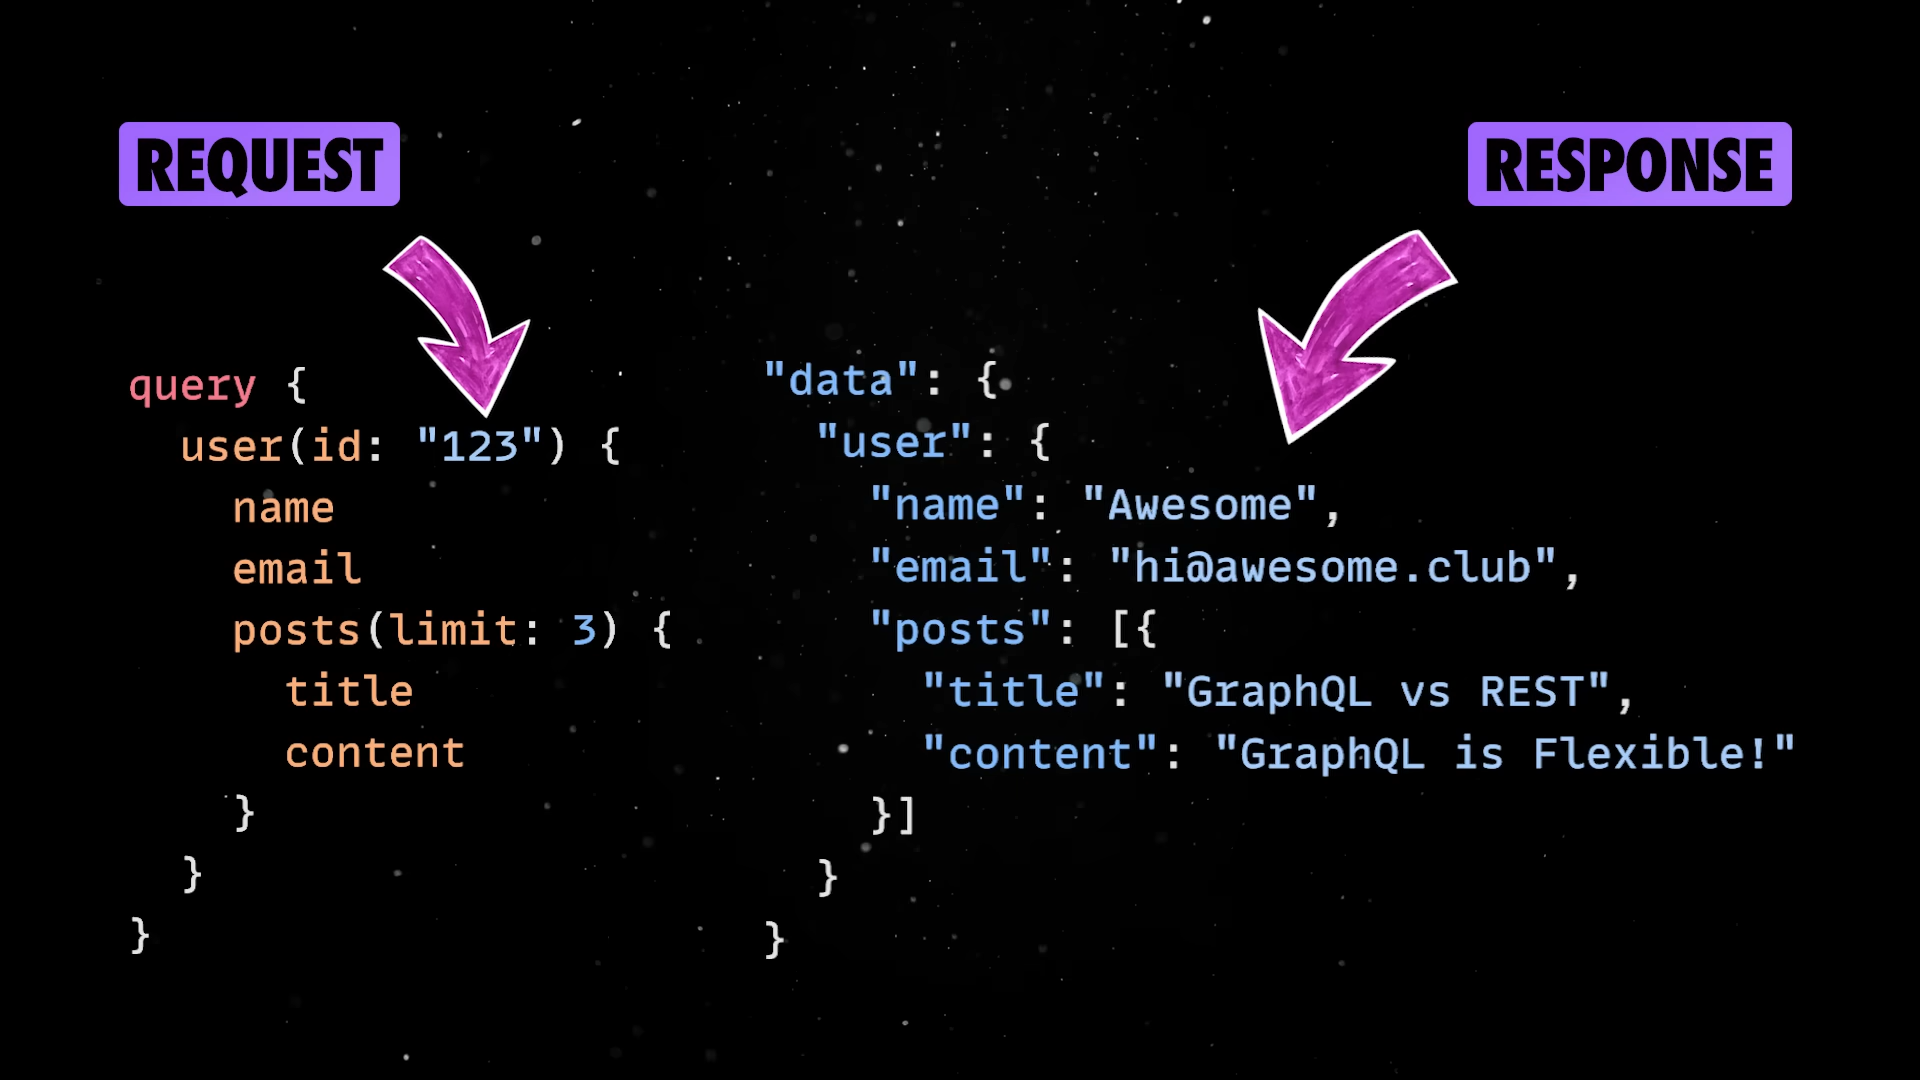 REQUEST
query {
user(id: "123") {
name
email
posts(limit: 3) {
title
content
}
}
}
RESPONSE
"data": {
"user": {
"name": "Awesome",
"email": "hi@awesome.club",
"posts": [{
"title": "GraphQL vs REST",
"content": "GraphQL is Flexible!"
}]
}
}